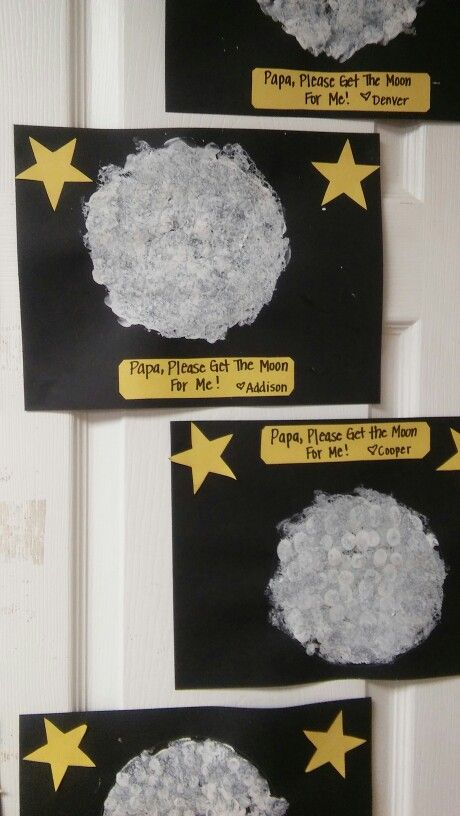 Papa, Please Get The Moon
For Me! ♡Denver
Papa, Please Get The Moon
For Me! ♡Addison
Papa, Please Get the Moon
For Me! ♡Cooper